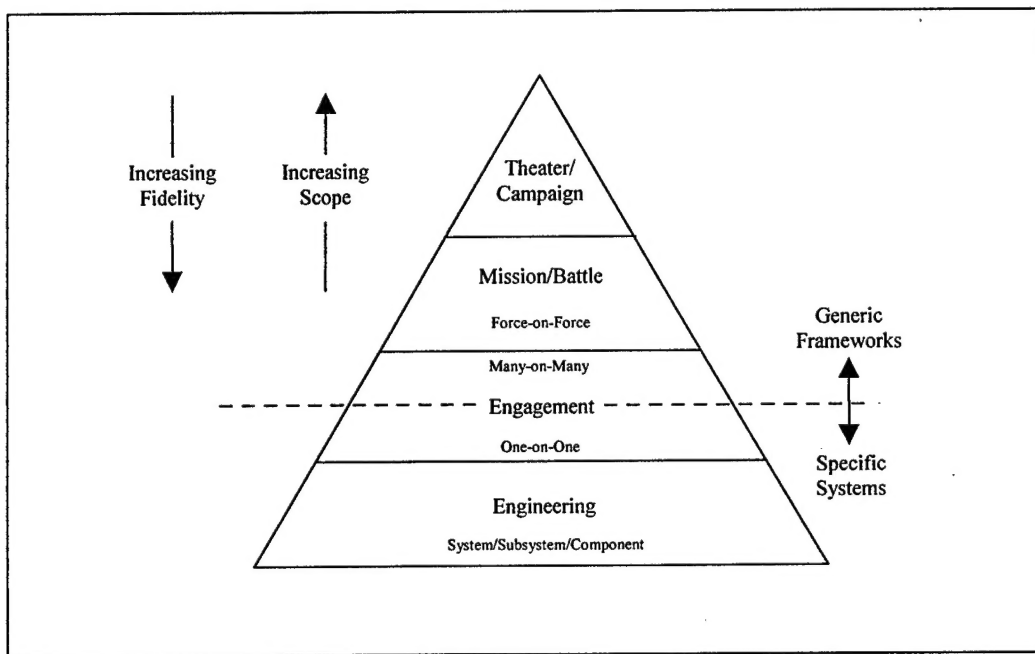 Increasing
Fidelity
Increasing
Scope
Theater/
Campaign
Mission/Battle
Force-on-Force
Many-on-Many
Engagement
One-on-One
Engineering
System/Subsystem/Component
Generic
Frameworks
Specific
Systems